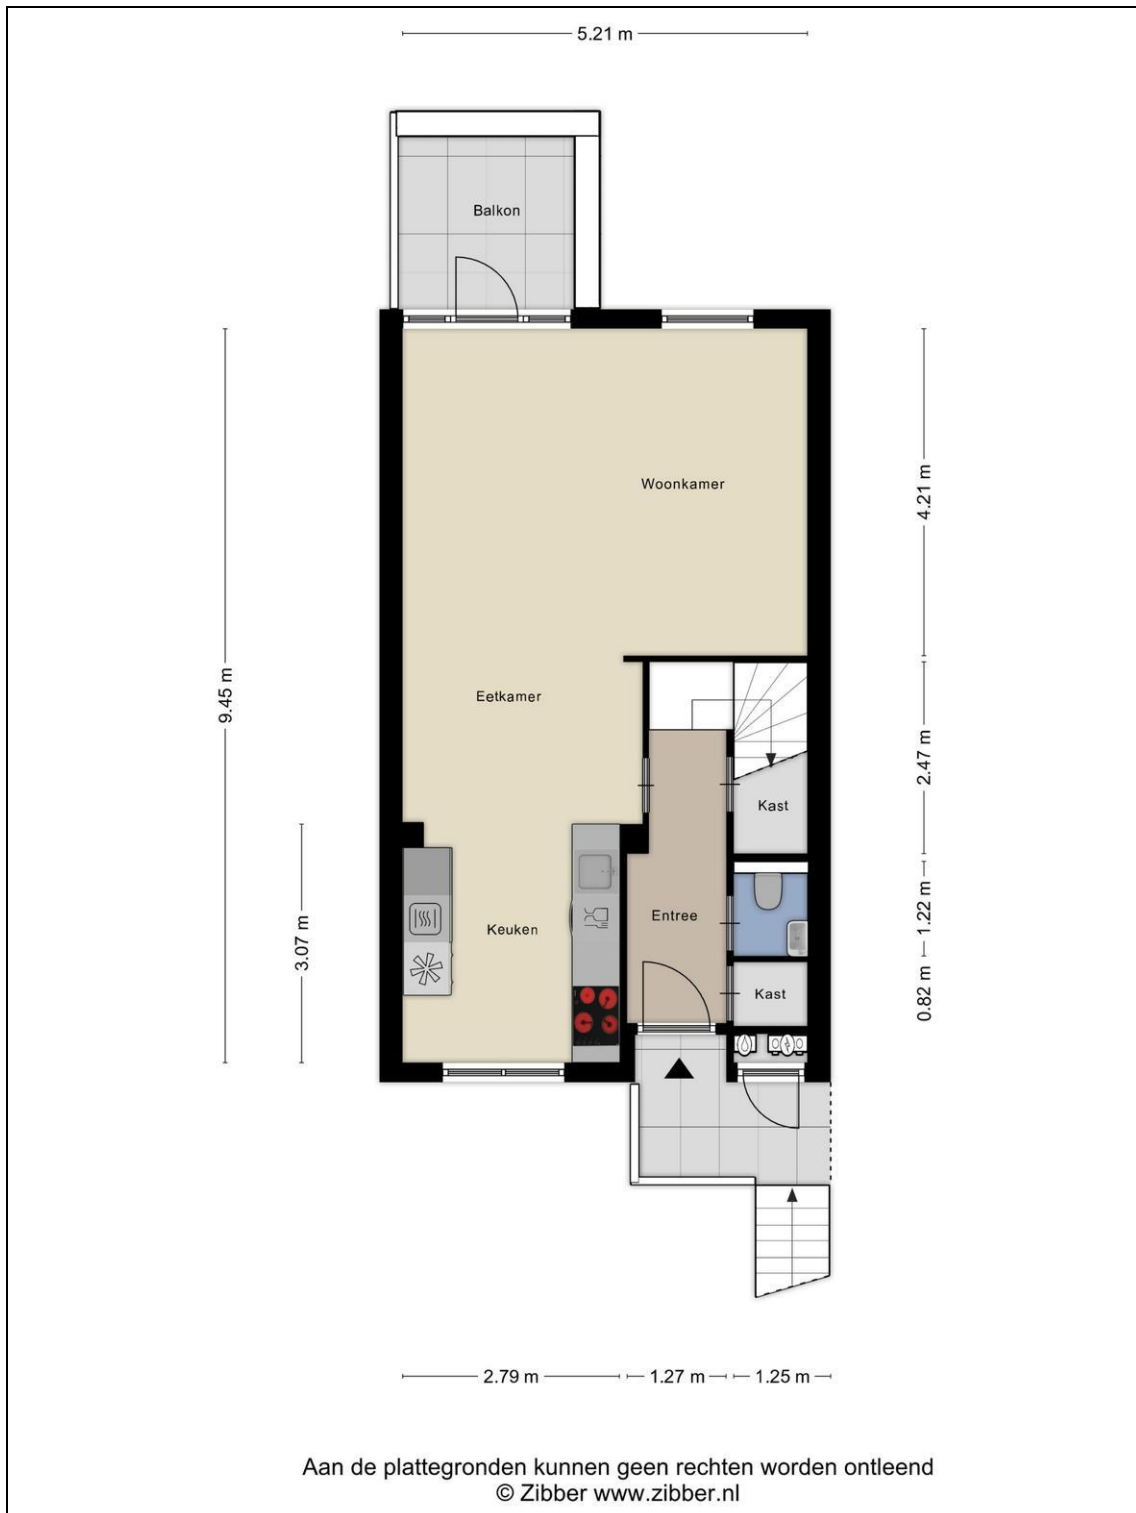 5.21 m
Balkon
Woonkamer
4.21 m
9.45 m
Eetkamer
2.47 m
Kast
3.07 m
Keuken
Entree
1.22 m
Kast
0.82 m
2.79 m
1.27 m
1.25 m
Aan de plattegronden kunnen geen rechten worden ontleend
© Zibber www.zibber.nl